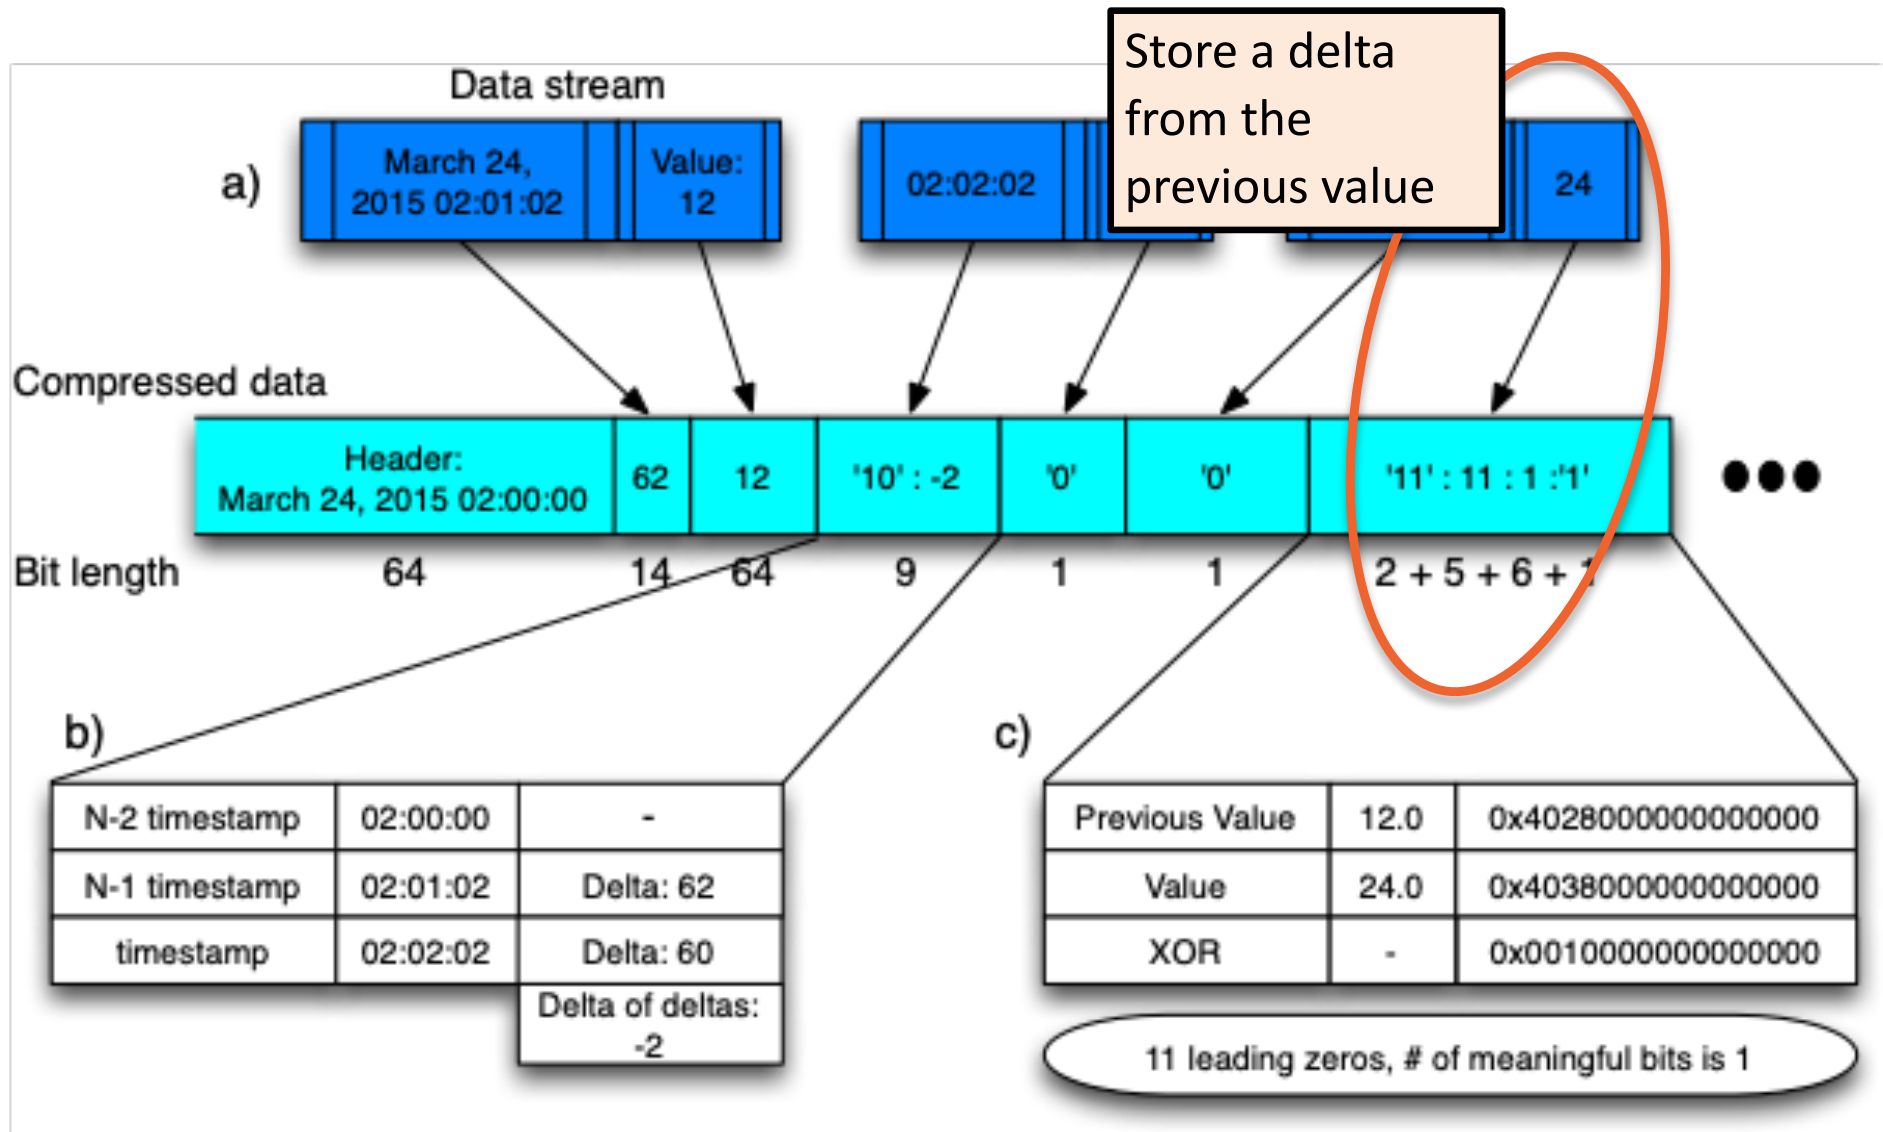 Store a delta
from the
previous value
Data stream
a)
March 24,
2015 02:01:02
Value:
12
02:02:02
24
Compressed data
Header:
March 24, 2015 02:00:00
62
12
'10' : -2
'0'
'0'
'11' : 11 : 1 :'1'
Bit length
64
14
64
9
1
1
2 + 5 + 6 + 1
b)
N-2 timestamp
02:00:00
-
N-1 timestamp
02:01:02
Delta: 62
timestamp
02:02:02
Delta: 60
Delta of deltas:
-2
c)
Previous Value
12.0
0x4028000000000000
Value
24.0
0x4038000000000000
XOR
-
0x0010000000000000
11 leading zeros, # of meaningful bits is 1